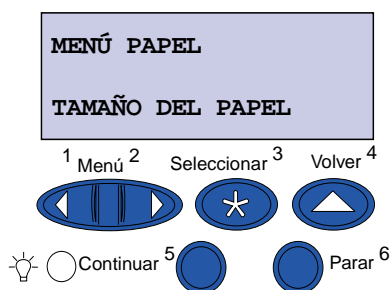 MENÚ PAPEL
TAMAÑO DEL PAPEL
1 Menú 2 Seleccionar 3 Volver 4
Continuar 5 Parar 6